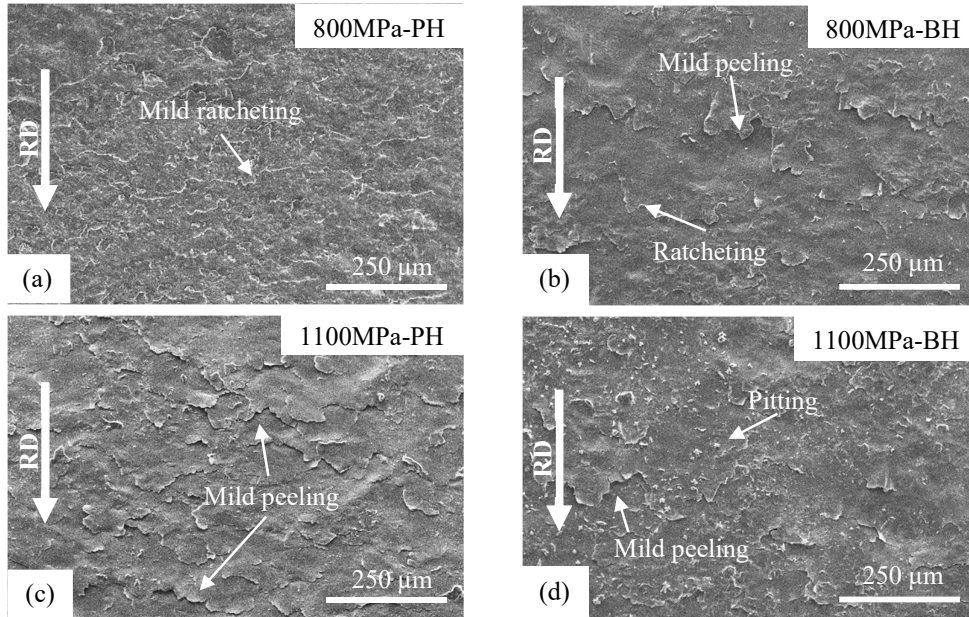 800MPa-PH
Mild ratcheting
RD
250 μm
(a)
800MPa-BH
Mild peeling
RD
Ratcheting
250 μm
(b)
1100MPa-PH
RD
Mild peeling
250 μm
(c)
1100MPa-BH
Pitting
RD
Mild peeling
250 μm
(d)